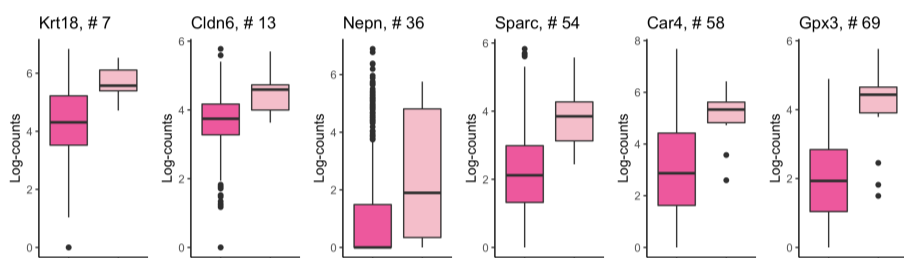 Krt18, # 7
Log-counts
6
4
2
0
Cldn6, # 13
Log-counts
6
4
2
0
Nepn, # 36
Log-counts
6
4
2
0
Sparc, # 54
Log-counts
6
4
2
0
Car4, # 58
Log-counts
8
6
4
2
0
Gpx3, # 69
Log-counts
6
4
2
0